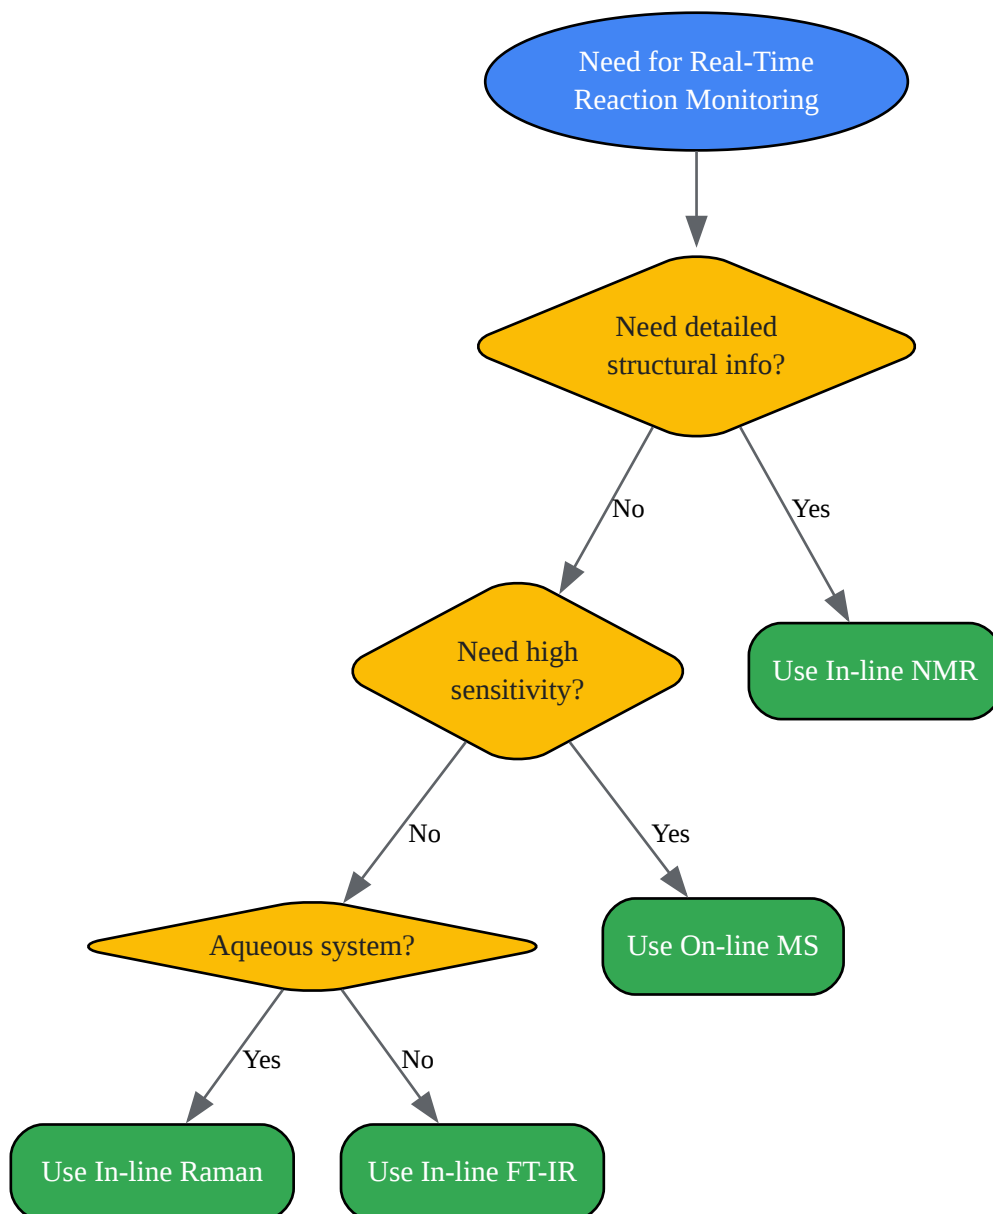 Need for Real-Time
Reaction Monitoring
Need detailed
structural info?
No
Yes
Need high
sensitivity?
Use In-line NMR
No
Yes
Aqueous system?
Use On-line MS
Yes
No
Use In-line Raman
Use In-line FT-IR